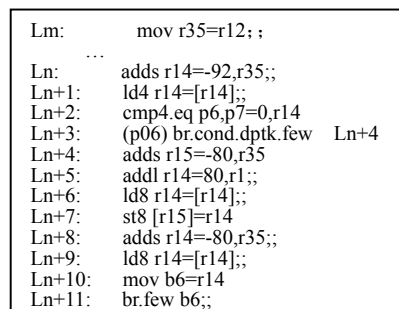 Lm: mov r35=r12; ;
…
Ln: adds r14=-92,r35;;
Ln+1: ld4 r14=[r14];;
Ln+2: cmp4.eq p6,p7=0,r14
Ln+3: (p06) br.cond.dptk.few Ln+4
Ln+4: adds r15=-80,r35
Ln+5: addl r14=80,r1;;
Ln+6: ld8 r14=[r14];;
Ln+7: st8 [r15]=r14
Ln+8: adds r14=-80,r35;;
Ln+9: ld8 r14=[r14];;
Ln+10: mov b6=r14
Ln+11: br.few b6;;